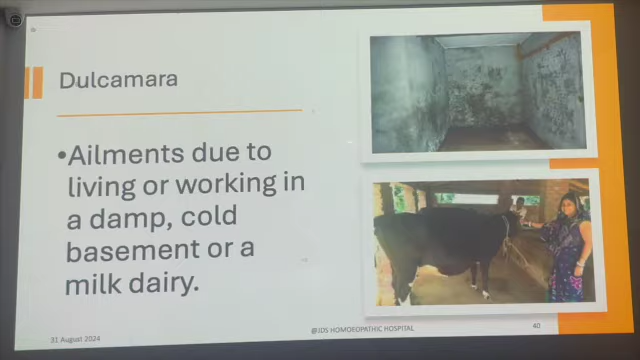 Dulcamara
•Ailments due to
living or working in
a damp, cold
basement or a
milk dairy.
31 August 2024
@JDS HOMOEOPATHIC HOSPITAL
40